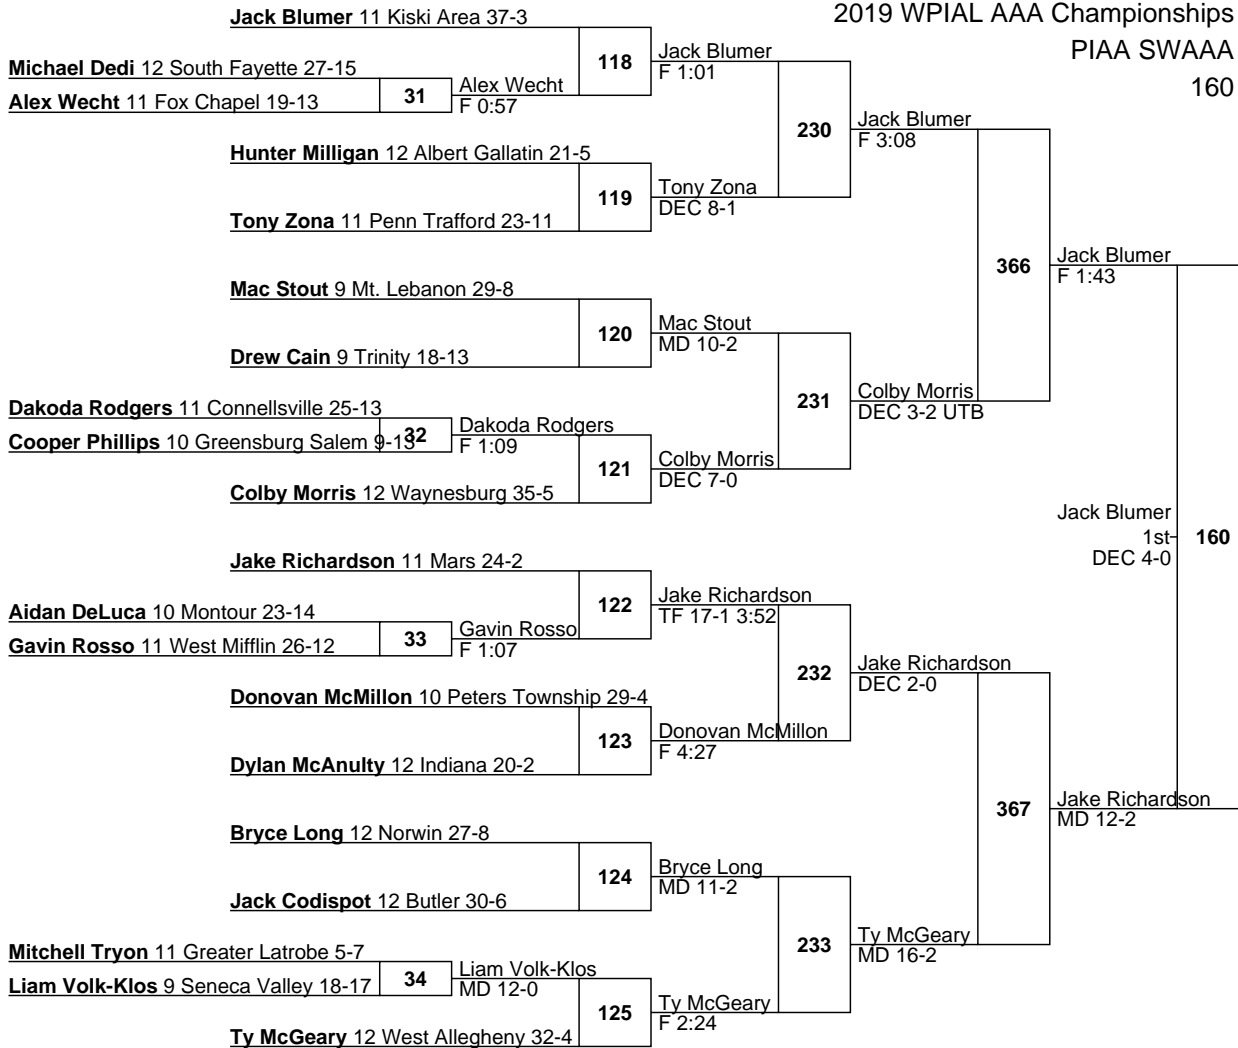 2019 WPIAL AAA Championships
PIAA SWAAA
160
Jack Blumer 11 Kiski Area 37-3
Michael Dedi 12 South Fayette 27-15
Alex Wecht 11 Fox Chapel 19-13
31
Alex Wecht
F 0:57
118
Jack Blumer
F 1:01
Hunter Milligan 12 Albert Gallatin 21-5
Tony Zona 11 Penn Trafford 23-11
119
Tony Zona
DEC 8-1
230
Jack Blumer
F 3:08
Mac Stout 9 Mt. Lebanon 29-8
Drew Cain 9 Trinity 18-13
120
Mac Stout
MD 10-2
Dakoda Rodgers 11 Connellsville 25-13
Cooper Phillips 10 Greensburg Salem 9-13
32
Dakoda Rodgers
F 1:09
Colby Morris 12 Waynesburg 35-5
121
Colby Morris
DEC 7-0
231
Colby Morris
DEC 3-2 UTB
366
Jack Blumer
F 1:43
Jake Richardson 11 Mars 24-2
Aidan DeLuca 10 Montour 23-14
Gavin Rosso 11 West Mifflin 26-12
33
Gavin Rosso
F 1:07
122
Jake Richardson
TF 17-1 3:52
Donovan McMillon 10 Peters Township 29-4
Dylan McAnulty 12 Indiana 20-2
123
Donovan McMillon
F 4:27
232
Jake Richardson
DEC 2-0
Bryce Long 12 Norwin 27-8
Jack Codispot 12 Butler 30-6
124
Bryce Long
MD 11-2
Mitchell Tryon 11 Greater Latrobe 5-7
Liam Volk-Klos 9 Seneca Valley 18-17
34
Liam Volk-Klos
MD 12-0
Ty McGeary 12 West Allegheny 32-4
125
Ty McGeary
F 2:24
233
Ty McGeary
MD 16-2
367
Jake Richardson
MD 12-2
Jack Blumer
1st
DEC 4-0
160